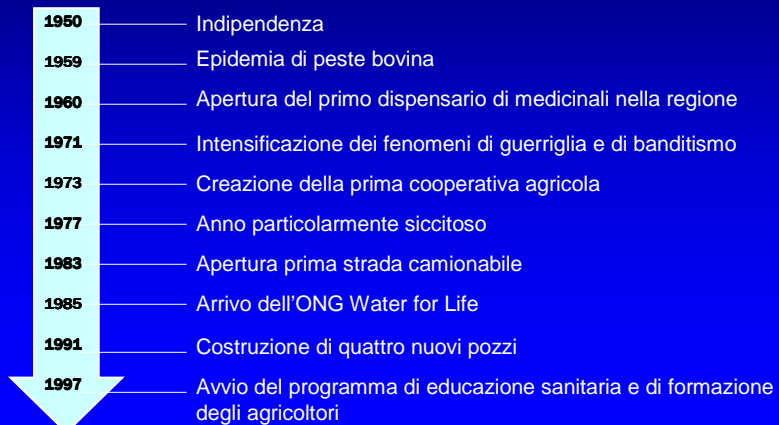 1950 Indipendenza
1959 Epidemia di peste bovina
1960 Apertura del primo dispensario di medicinali nella regione
1971 Intensificazione dei fenomeni di guerriglia e di banditismo
1973 Creazione della prima cooperativa agricola
1977 Anno particolarmente siccitoso
1983 Apertura prima strada camionabile
1985 Arrivo dell'ONG Water for Life
1991 Costruzione di quattro nuovi pozzi
1997 Avvio del programma di educazione sanitaria e di formazione
degli agricoltori